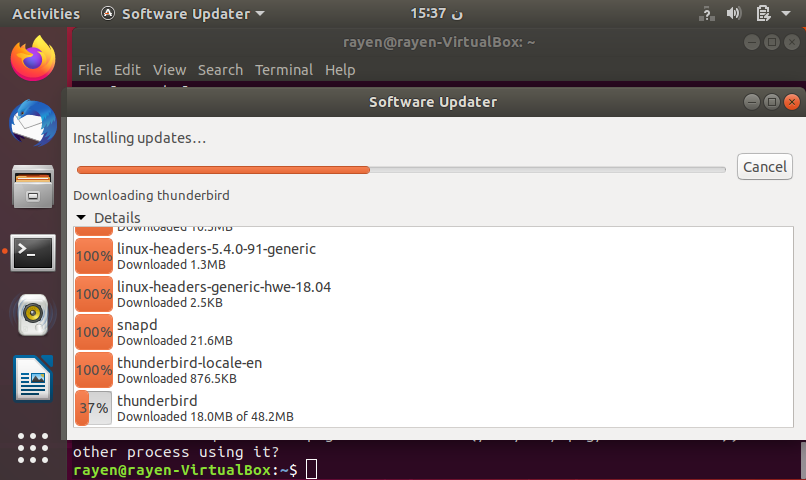 Activities Software Updater 15:37 ن
rayen@rayen-VirtualBox: ~
File Edit View Search Terminal Help
Software Updater
Installing updates…
Cancel
Downloading thunderbird
Details
Downloaded 10.5MB
100% linux-headers-5.4.0-91-generic
Downloaded 1.3MB
100% linux-headers-generic-hwe-18.04
Downloaded 2.5KB
100% snapd
Downloaded 21.6MB
100% thunderbird-locale-en
Downloaded 876.5KB
37% thunderbird
Downloaded 18.0MB of 48.2MB
other process using it?
rayen@rayen-VirtualBox:~$